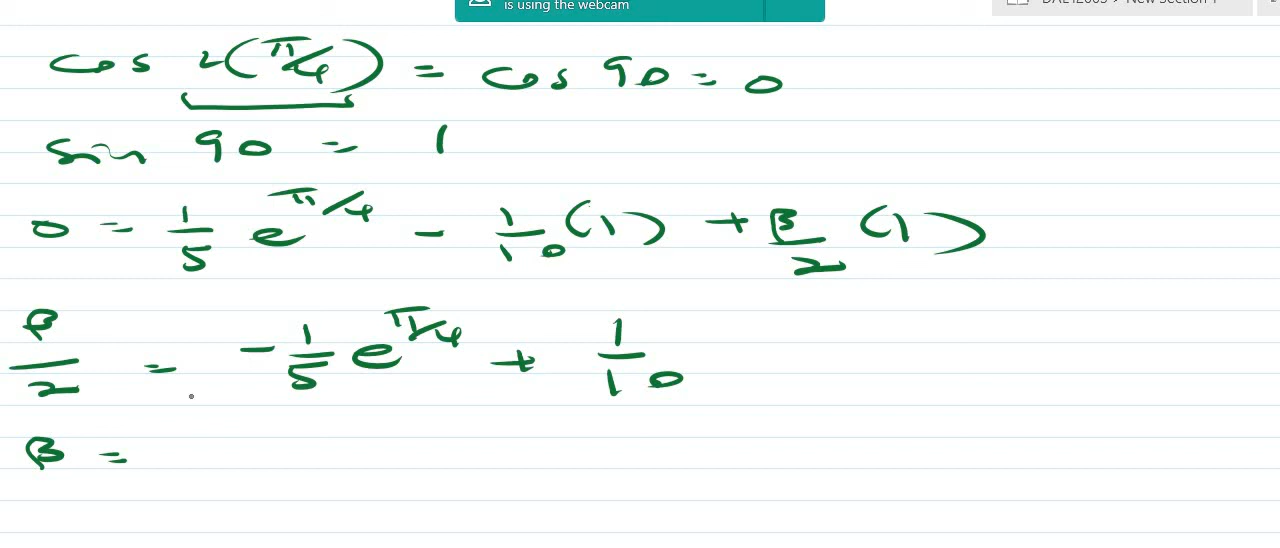 is using the webcam
cos 2(π/4) = cos 90 = 0
sin 90 = 1
0 = 1/5 e^π/4 - 1/10 (1) + β/2 (1)
β/2 = -1/5 e^π/4 + 1/10
β =